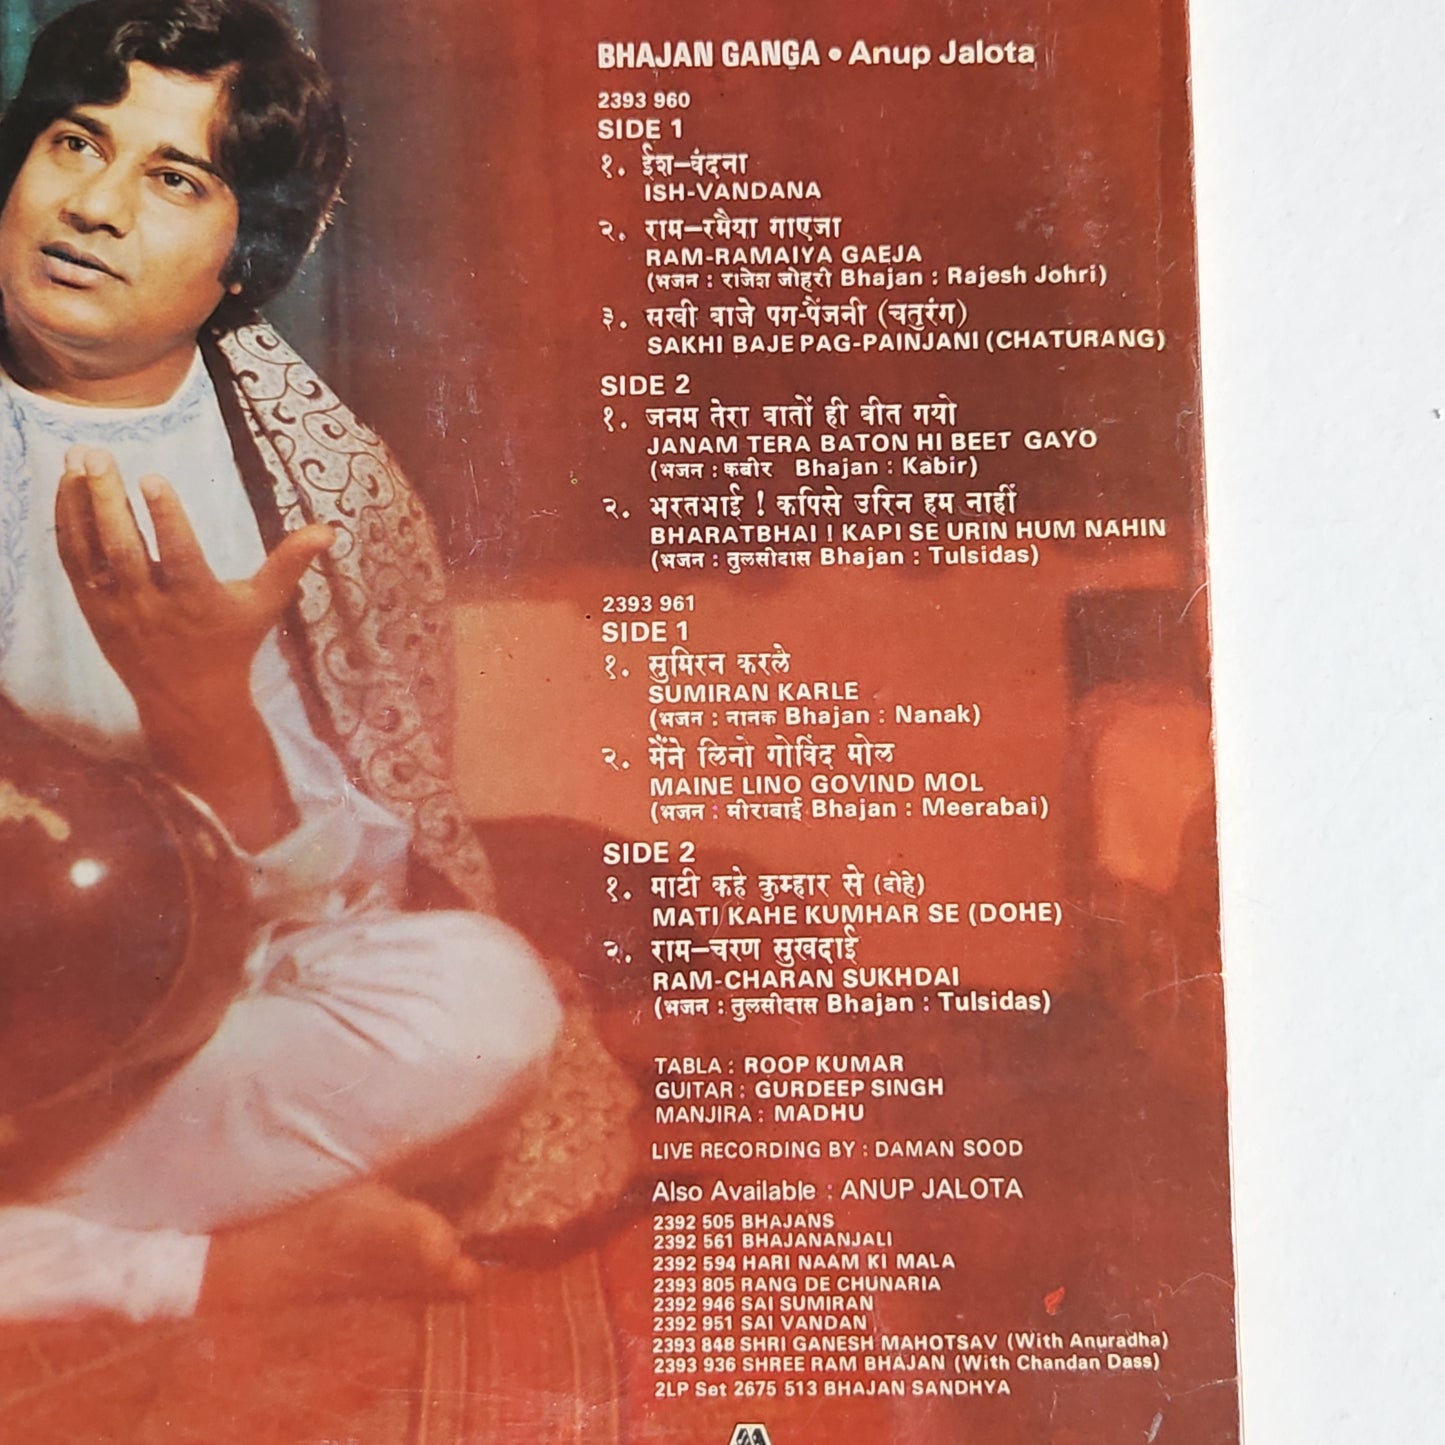 BHAJAN GANGA • Anup Jalota
2393 960
SIDE 1
१. ईश-वंदना
ISH-VANDANA
२. राम-रमैया गाएजा
RAM-RAMAIYA GAEJA
(भजन : राजेश जोहरी Bhajan : Rajesh Johri)
३. सखी बाजे पग-पैंजनी (चतुरंग)
SAKHI BAJE PAG-PAINJANI (CHATURANG)
SIDE 2
१. जनम तेरा बातों ही बीत गयो
JANAM TERA BATON HI BEET GAYO
(भजन : कबीर Bhajan : Kabir)
२. भरतभाई ! कपिसे उरिन हम नाहीं
BHARATBHAI ! KAPI SE URIN HUM NAHIN
(भजन : तुलसीदास Bhajan : Tulsidas)
2393 961
SIDE 1
१. सुमिरन करले
SUMIRAN KARLE
(भजन : नानक Bhajan : Nanak)
२. मैंने लिनो गोविंद मोल
MAINE LINO GOVIND MOL
(भजन : मीराबाई Bhajan : Meerabai)
SIDE 2
१. माटी कहे कुम्हार से (दोहे)
MATI KAHE KUMHAR SE (DOHE)
२. राम-चरण सुखदाई
RAM-CHARAN SUKHDAI
(भजन : तुलसीदास Bhajan : Tulsidas)
TABLA : ROOP KUMAR
GUITAR : GURDEEP SINGH
MANJIRA : MADHU
LIVE RECORDING BY : DAMAN SOOD
Also Available : ANUP JALOTA
2392 505 BHAJANS
2392 561 BHAJANANJALI
2392 594 HARI NAAM KI MALA
2393 805 RANG DE CHUNARIA
2392 946 SAI SUMIRAN
2392 951 SAI VANDAN
2393 848 SHRI GANESH MAHOTSAV (With Anuradha)
2393 936 SHREE RAM BHAJAN (With Chandan Dass)
2LP Set 2675 513 BHAJAN SANDHYA